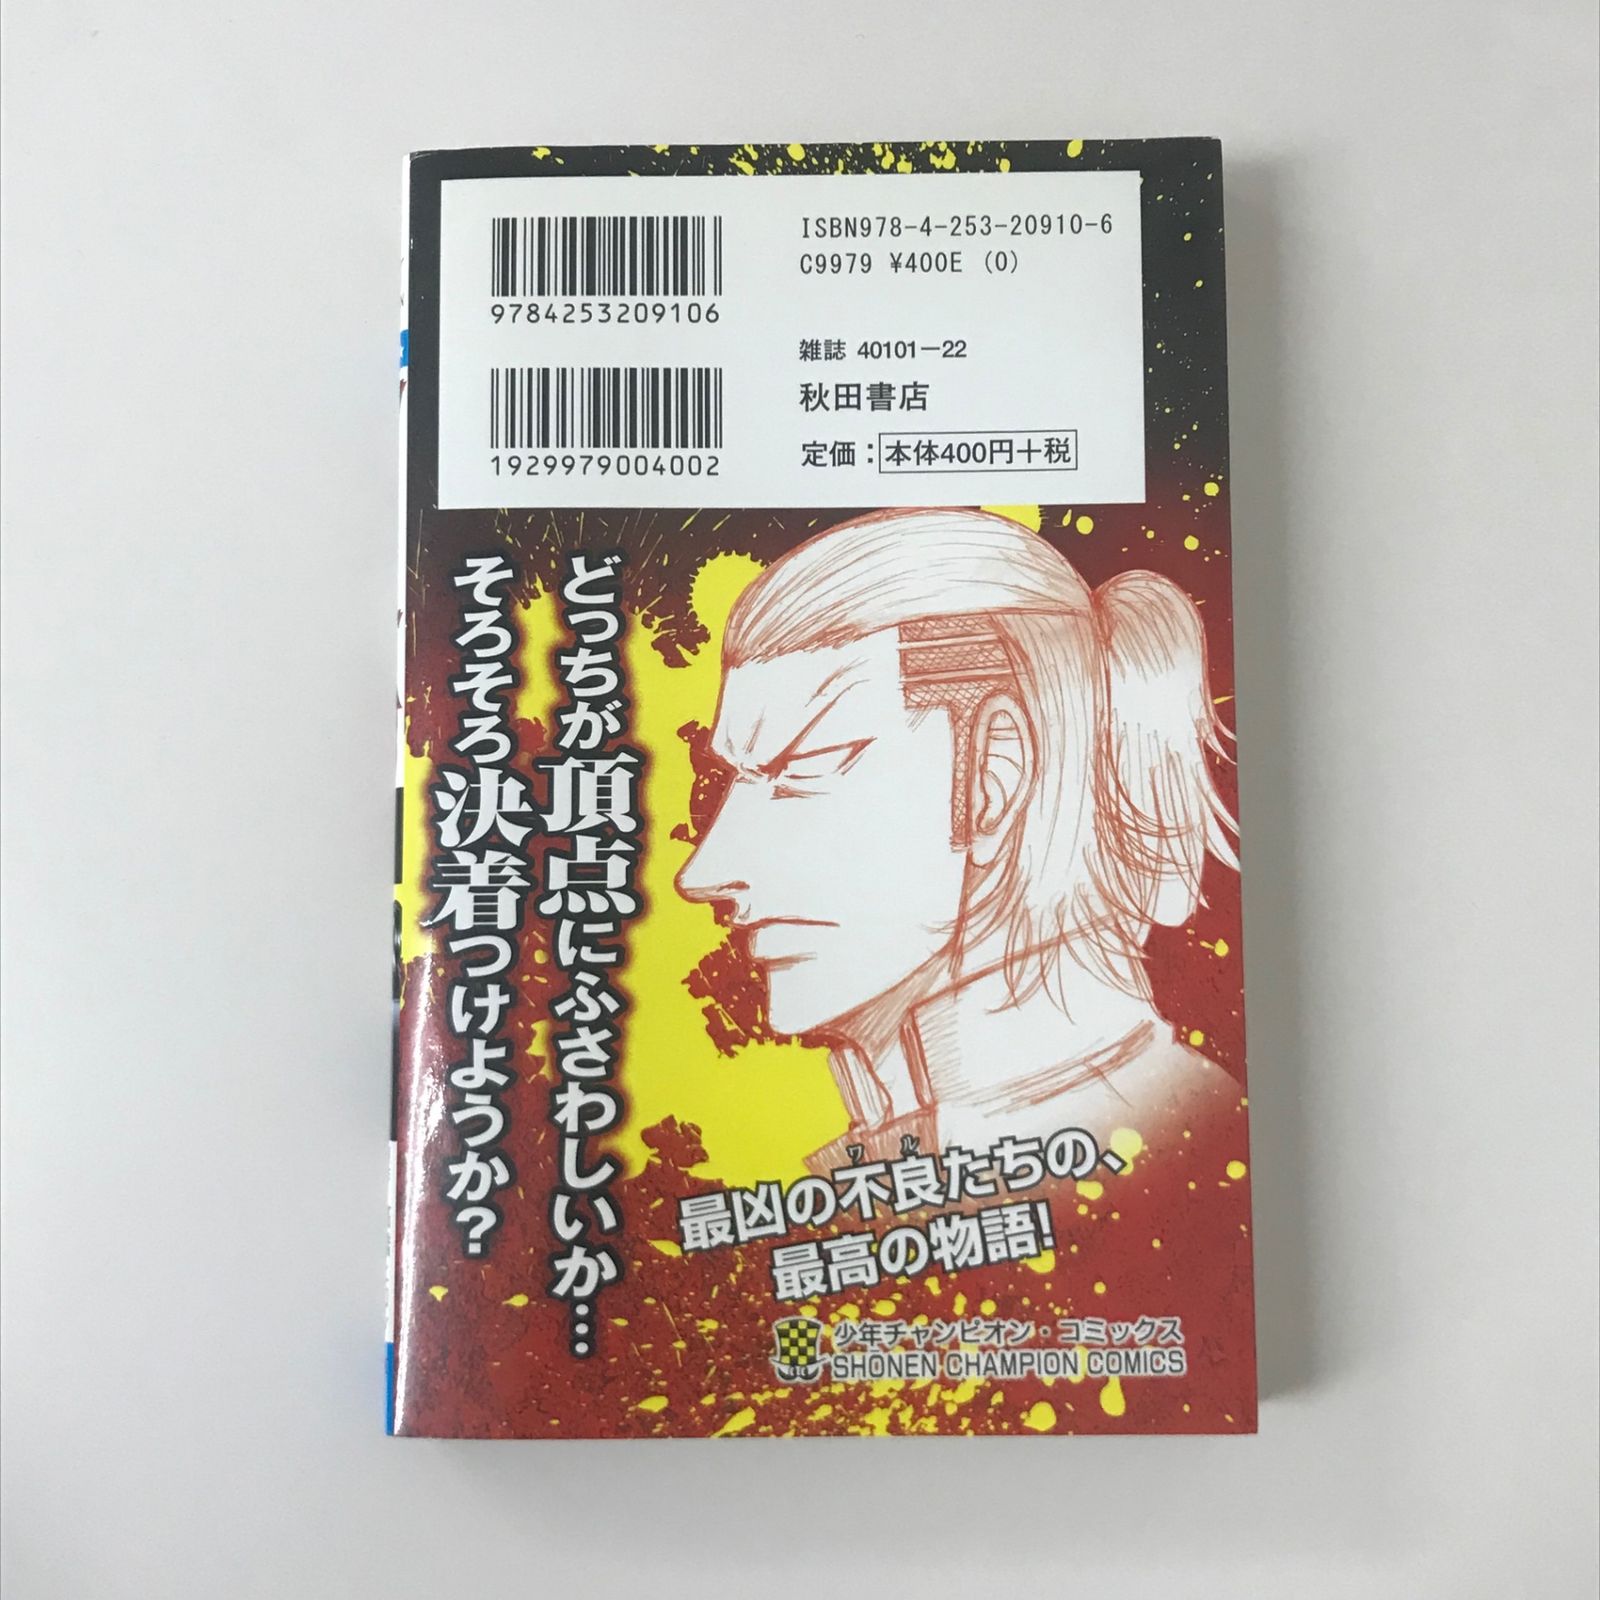 9784253209106
ISBN978-4-253-20910-6
C9979 ¥400E (0)
1929979004002
雑誌 40101-22
秋田書店
定価：本体400円+税
どっちが頂点にふさわしいか…
そろそろ決着つけようか？
ワル
最凶の不良たちの、
最高の物語!
少年チャンピオン・コミックス
SHŌNEN CHAMPION COMICS